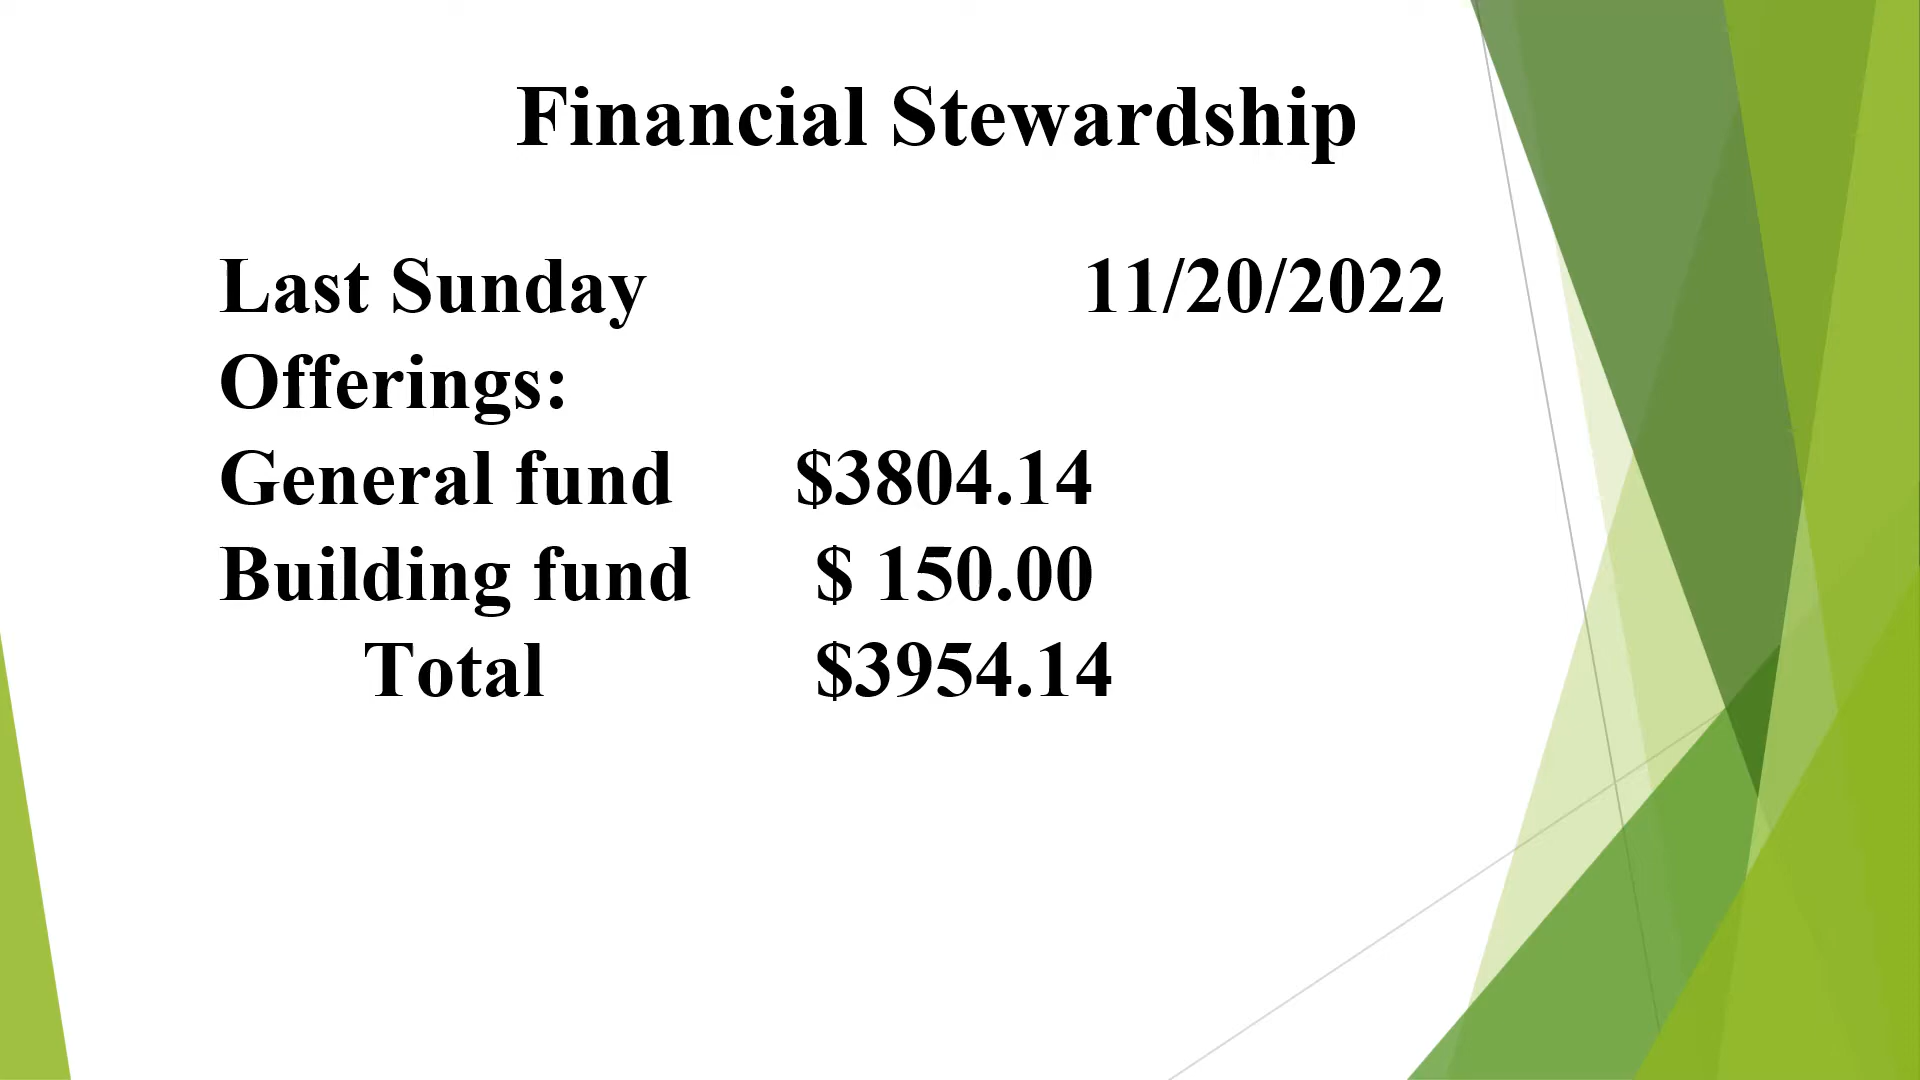 Financial Stewardship
Last Sunday 11/20/2022
Offerings:
General fund $3804.14
Building fund $ 150.00
Total $3954.14